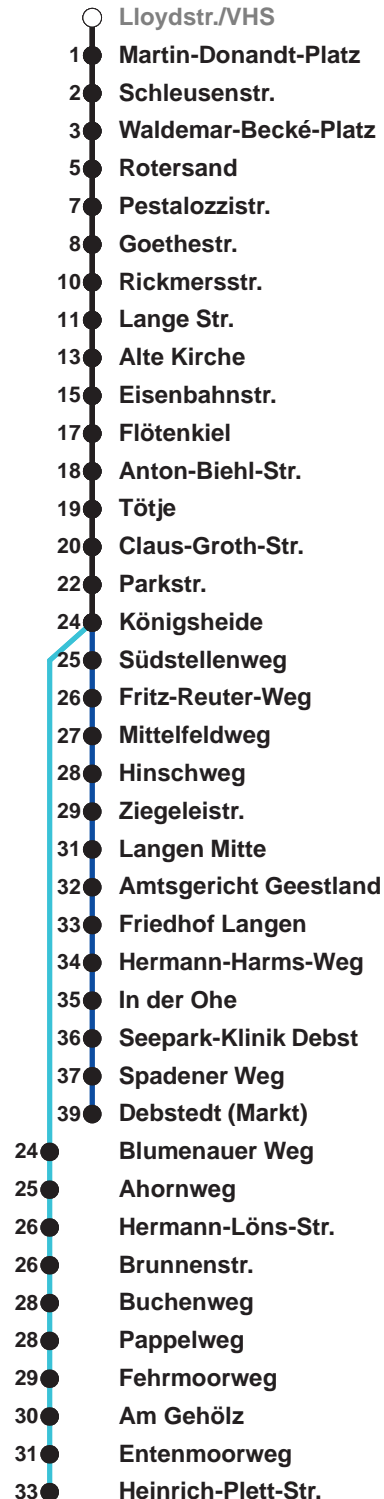 Lloydstr./VHS
1 Martin-Donandt-Platz
2 Schleusenstr.
3 Waldemar-Becké-Platz
5 Rotersand
7 Pestalozzistr.
8 Goethestr.
10 Rickmersstr.
11 Lange Str.
13 Alte Kirche
15 Eisenbahnstr.
17 Flötenkiel
18 Anton-Biehl-Str.
19 Tötje
20 Claus-Groth-Str.
22 Parkstr.
24 Königsheide
25 Südstellenweg
26 Fritz-Reuter-Weg
27 Mittelfeldweg
28 Hinschweg
29 Ziegeleistr.
31 Langen Mitte
32 Amtsgericht Geestland
33 Friedhof Langen
34 Hermann-Harms-Weg
35 In der Ohe
36 Seepark-Klinik Debst
37 Spadener Weg
39 Debstedt (Markt)
24 Blumenauer Weg
25 Ahornweg
26 Hermann-Löns-Str.
26 Brunnenstr.
28 Buchenweg
28 Pappelweg
29 Fehrmoorweg
30 Am Gehölz
31 Entenmoorweg
33 Heinrich-Plett-Str.